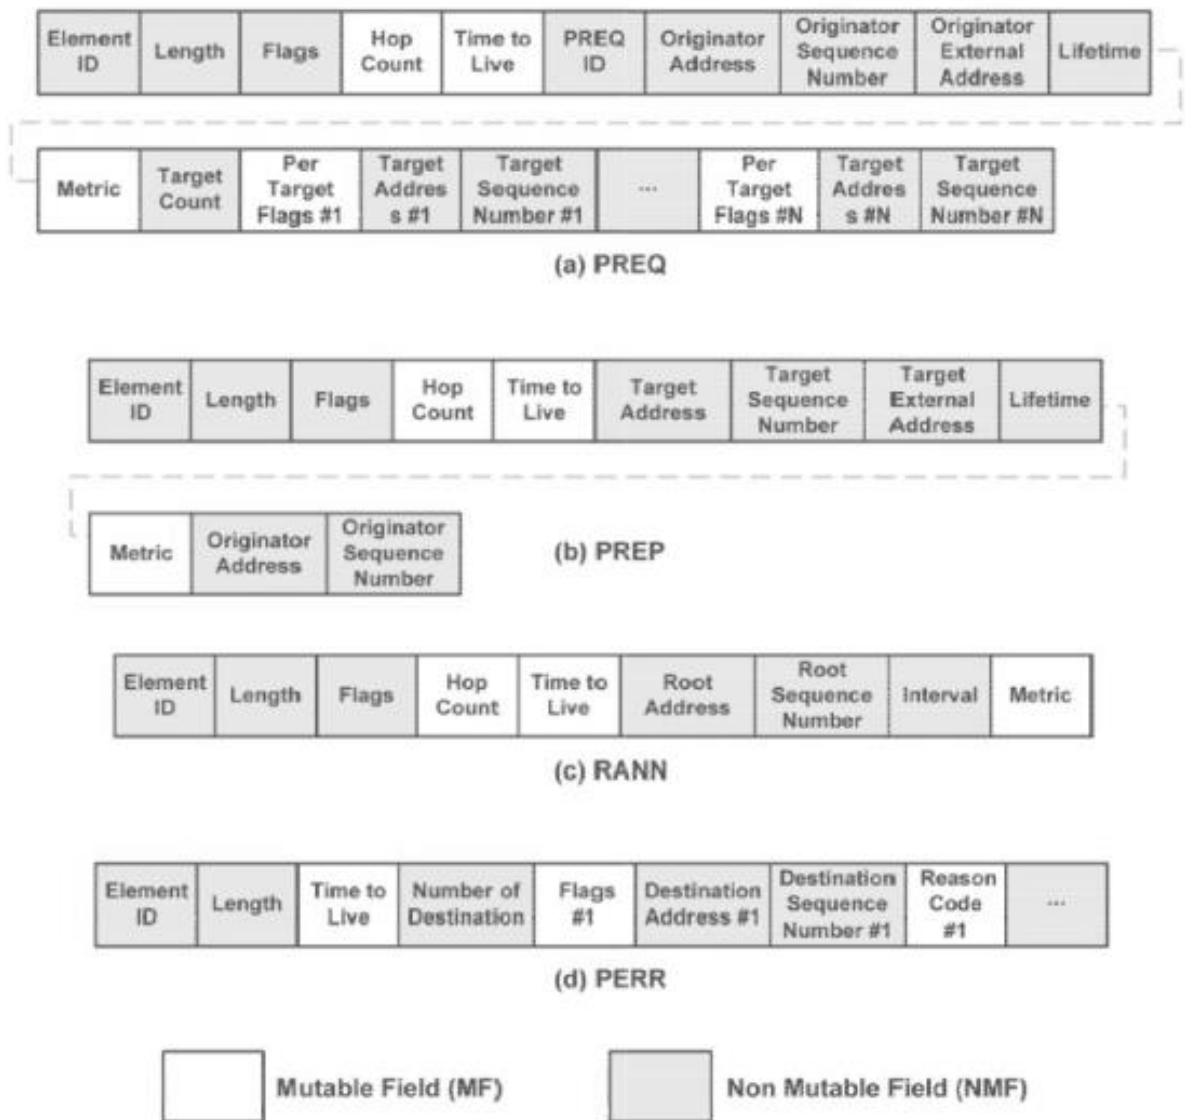 Element ID Length Flags Hop Count Time to Live PREQ ID Originator Address Originator Sequence Number Originator External Address Lifetime
Metric Target Count Per Target Flags #1 Target Addres s #1 Target Sequence Number #1 ... Per Target Flags #N Target Addres s #N Target Sequence Number #N
(a) PREQ
Element ID Length Flags Hop Count Time to Live Target Address Target Sequence Number Target External Address Lifetime
Metric Originator Address Originator Sequence Number
(b) PREP
Element ID Length Flags Hop Count Time to Live Root Address Root Sequence Number Interval Metric
(c) RANN
Element ID Length Time to Live Number of Destination Flags #1 Destination Address #1 Destination Sequence Number #1 Reason Code #1 ...
(d) PERR
Mutable Field (MF) Non Mutable Field (NMF)